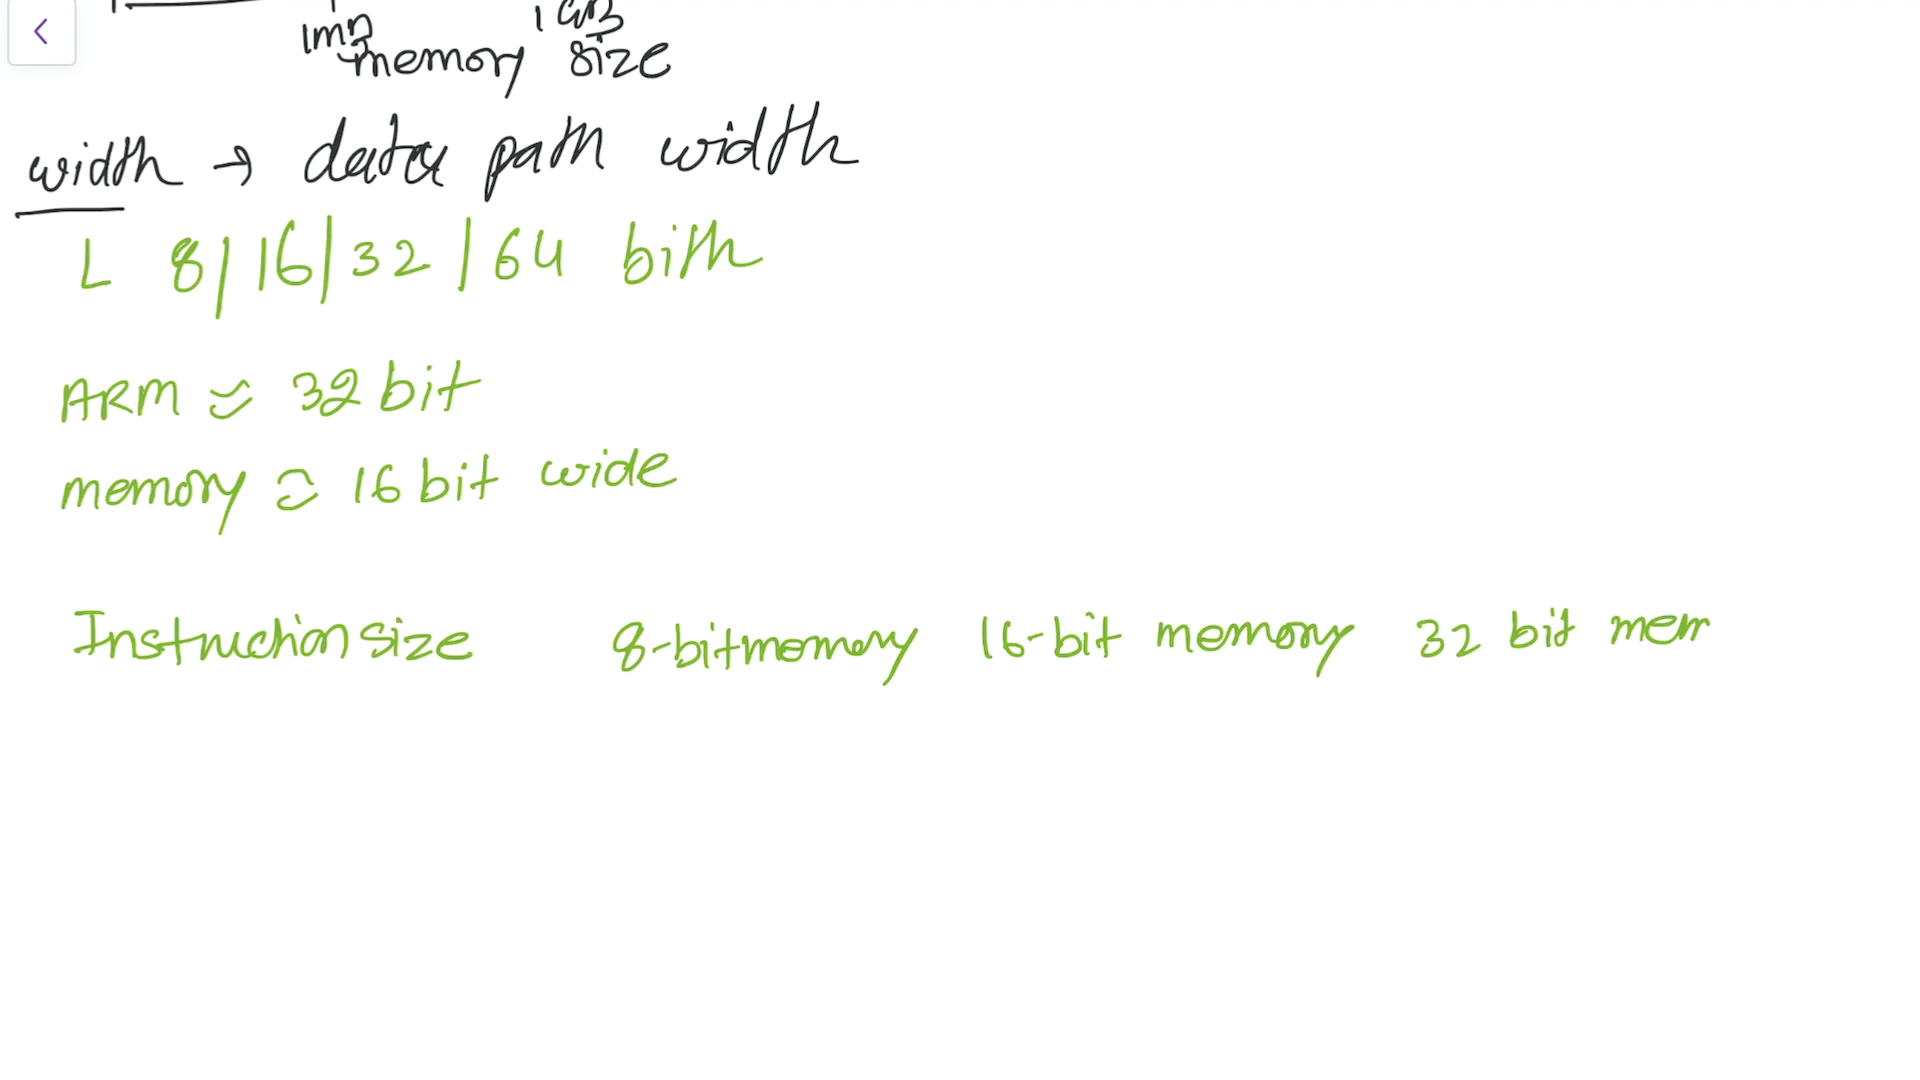 memory size
width → data path width
L 8/16/32/64 bith
ARM ≈ 32 bit
memory ≈ 16 bit wide
Instruction size 8-bit memory 16-bit memory 32 bit mem